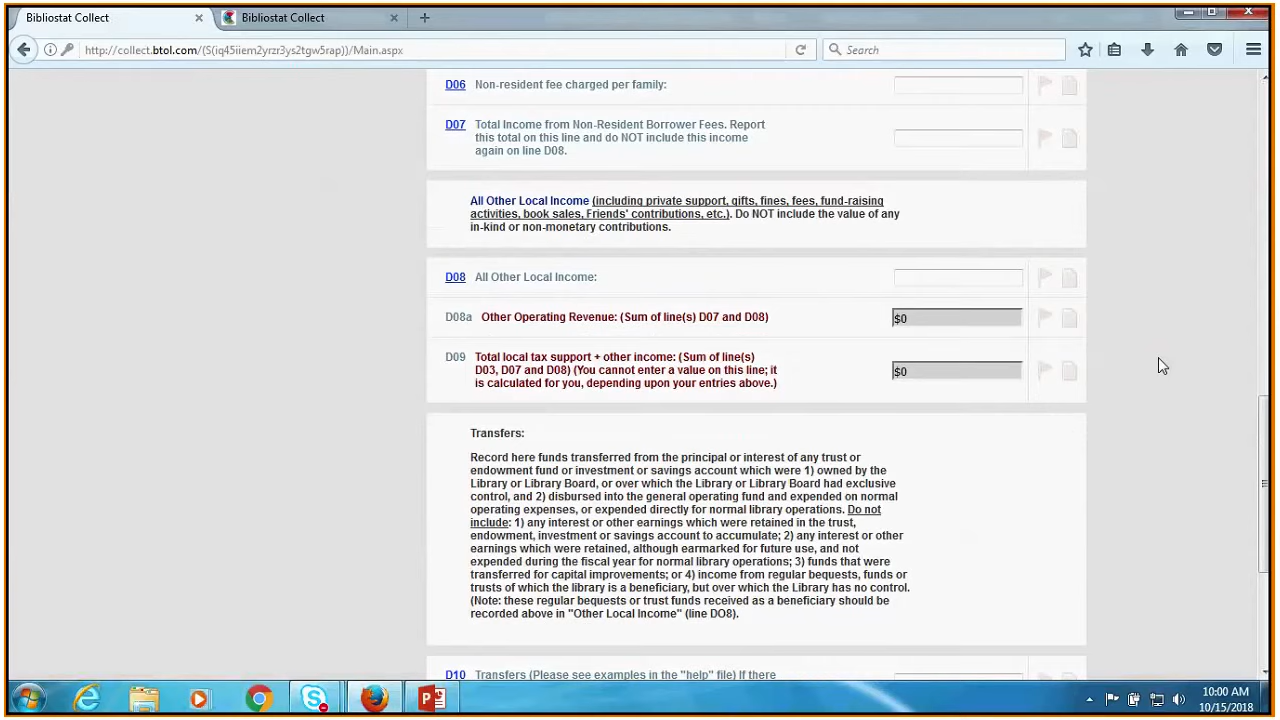 Bibliostat Collect
Bibliostat Collect
http://collect.btol.com/(S(iq45iiem2yrzr3ys2tgw5rap))/Main.aspx
Search
D06 Non-resident fee charged per family:
D07 Total Income from Non-Resident Borrower Fees. Report
this total on this line and do NOT include this income
again on line D08.
All Other Local Income (including private support, gifts, fines, fees, fund-raising
activities, book sales, Friends' contributions, etc.). Do NOT include the value of any
in-kind or non-monetary contributions.
D08 All Other Local Income:
D08a Other Operating Revenue: (Sum of line(s) D07 and D08) $0
D09 Total local tax support + other income: (Sum of line(s)
D03, D07 and D08) (You cannot enter a value on this line; it $0
is calculated for you, depending upon your entries above.)
Transfers:
Record here funds transferred from the principal or interest of any trust or
endowment fund or investment or savings account which were 1) owned by the
Library or Library Board, or over which the Library or Library Board had exclusive
control, and 2) disbursed into the general operating fund and expended on normal
operating expenses, or expended directly for normal library operations. Do not
include: 1) any interest or other earnings which were retained in the trust,
endowment, investment or savings account to accumulate; 2) any interest or other
earnings which were retained, although earmarked for future use, and not
expended during the fiscal year for normal library operations; 3) funds that were
transferred for capital improvements; or 4) income from regular bequests, funds or
trusts of which the library is a beneficiary, but over which the Library has no control.
(Note: these regular bequests or trust funds received as a beneficiary should be
recorded above in "Other Local Income" (line DO8).
D10 Transfers (Please see examples in the "help" file) If there
10:00 AM
10/15/2018